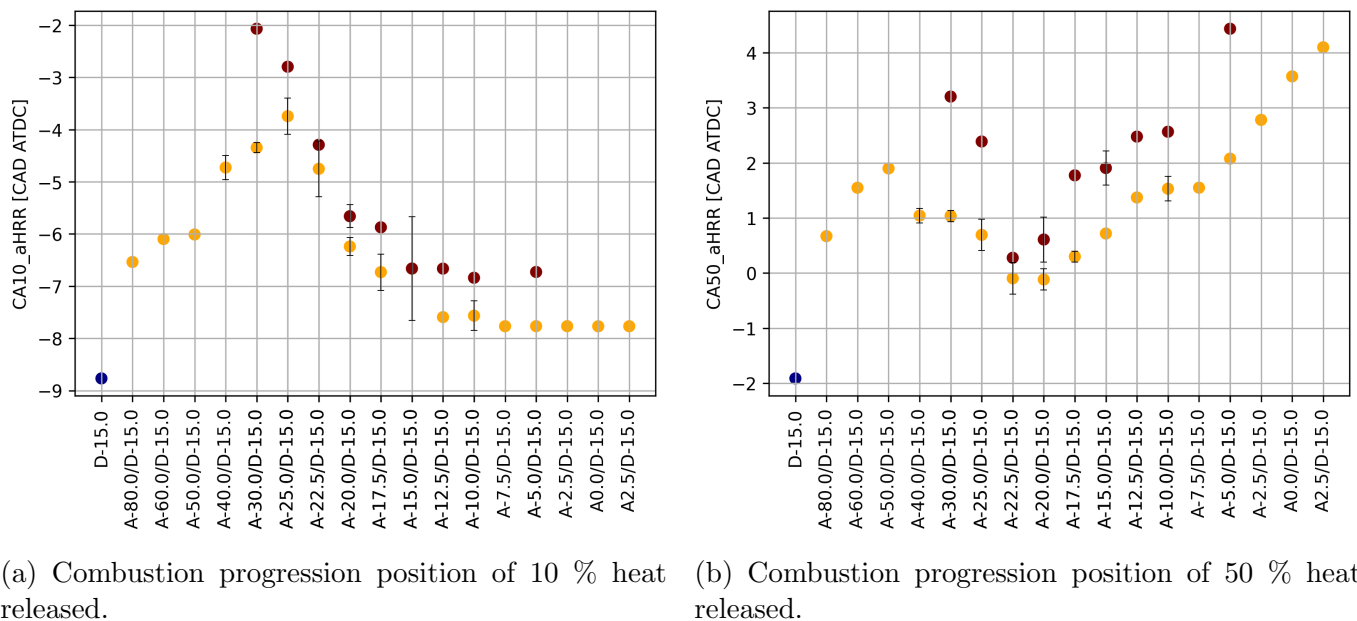 −2
−3
−4
−5
−6
−7
−8
−9
CA10_aHRR [CAD ATDC]
D-15.0
A-80.0/D-15.0
A-60.0/D-15.0
A-50.0/D-15.0
A-40.0/D-15.0
A-30.0/D-15.0
A-25.0/D-15.0
A-22.5/D-15.0
A-20.0/D-15.0
A-17.5/D-15.0
A-15.0/D-15.0
A-12.5/D-15.0
A-10.0/D-15.0
A-7.5/D-15.0
A-5.0/D-15.0
A-2.5/D-15.0
A0.0/D-15.0
A2.5/D-15.0
(a) Combustion progression position of 10 % heat
released.
4
3
2
1
0
−1
−2
CA50_aHRR [CAD ATDC]
D-15.0
A-80.0/D-15.0
A-60.0/D-15.0
A-50.0/D-15.0
A-40.0/D-15.0
A-30.0/D-15.0
A-25.0/D-15.0
A-22.5/D-15.0
A-20.0/D-15.0
A-17.5/D-15.0
A-15.0/D-15.0
A-12.5/D-15.0
A-10.0/D-15.0
A-7.5/D-15.0
A-5.0/D-15.0
A-2.5/D-15.0
A0.0/D-15.0
A2.5/D-15.0
(b) Combustion progression position of 50 % heat
released.